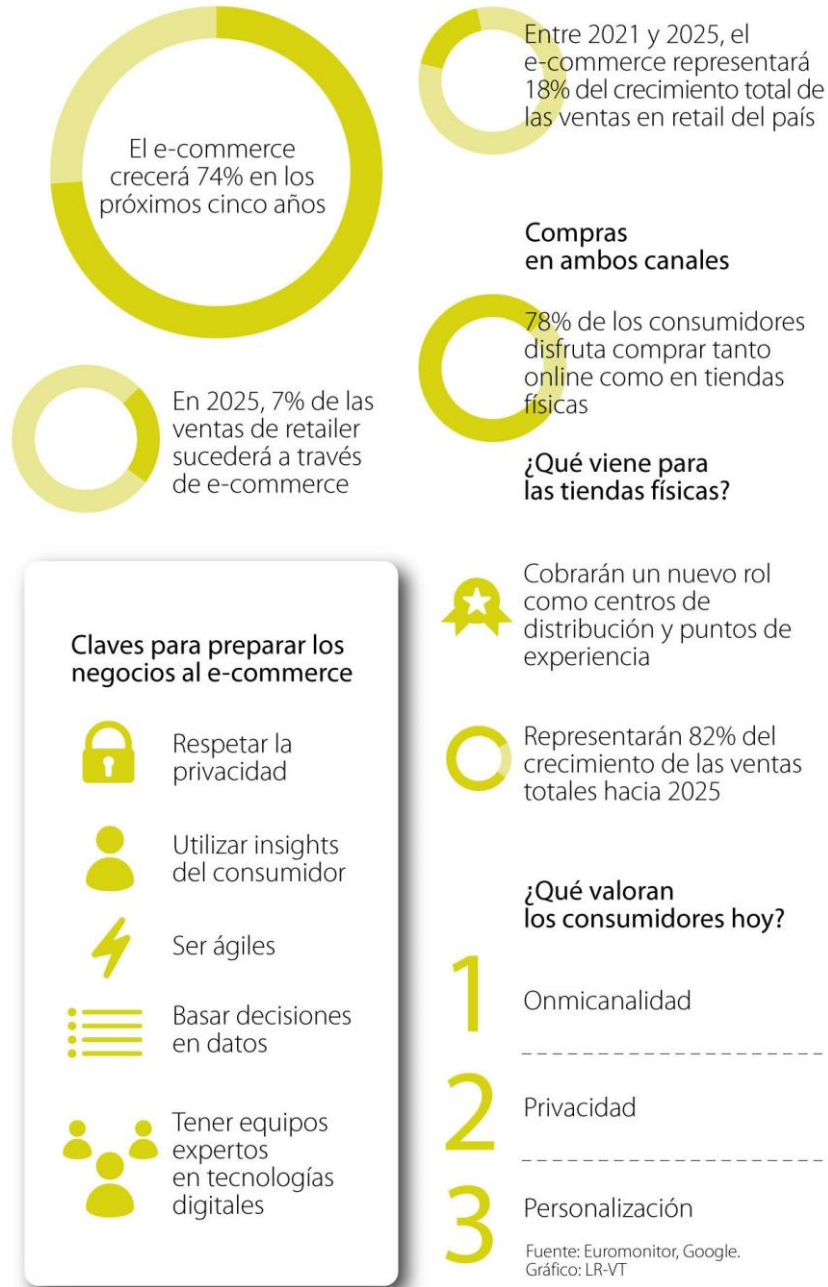 El e-commerce
crecerá 74% en los
próximos cinco años
En 2025, 7% de las
ventas de retailer
sucederá a través
de e-commerce
Entre 2021 y 2025, el
e-commerce representará
18% del crecimiento total de
las ventas en retail del país
Compras
en ambos canales
78% de los consumidores
disfruta comprar tanto
online como en tiendas
físicas
¿Qué viene para
las tiendas físicas?
Cobrarán un nuevo rol
como centros de
distribución y puntos de
experiencia
Representarán 82% del
crecimiento de las ventas
totales hacia 2025
Claves para preparar los
negocios al e-commerce
Respetar la
privacidad
Utilizar insights
del consumidor
Ser ágiles
Basar decisiones
en datos
Tener equipos
expertos
en tecnologías
digitales
¿Qué valoran
los consumidores hoy?
1
Onmicanalidad
2
Privacidad
3
Personalización
Fuente: Euromonitor, Google.
Gráfico: LR-VT